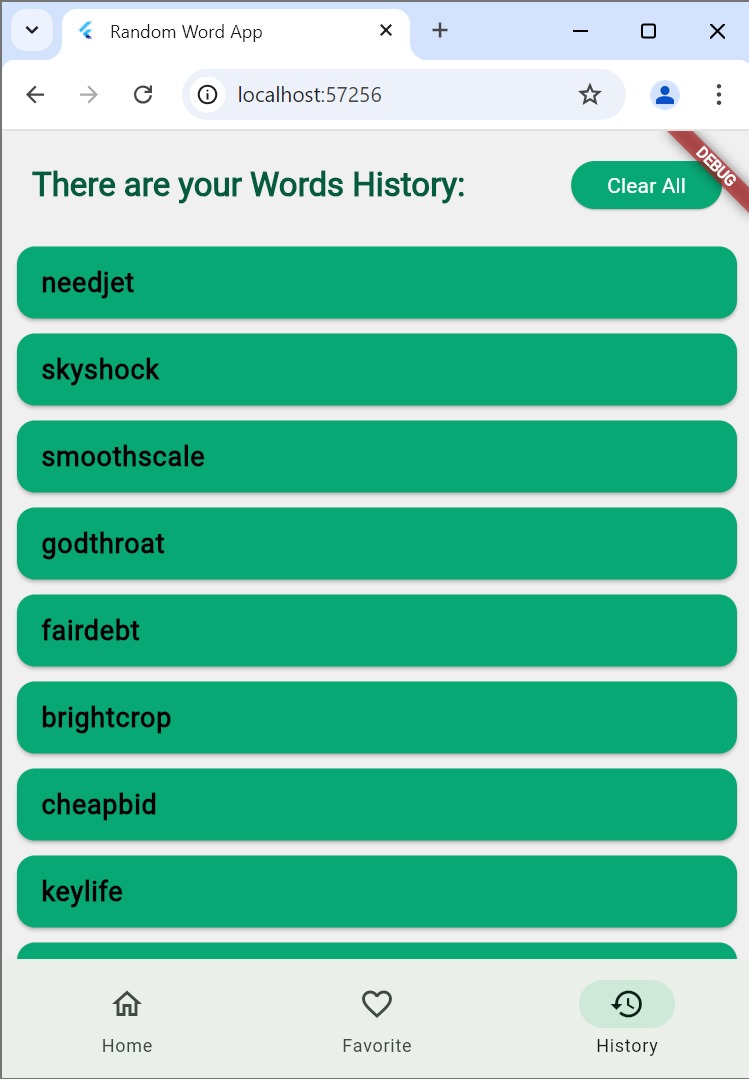 Random Word App
localhost:57256
There are your Words History:
Clear All
DEBUG
needjet
skyshock
smoothscale
godthroat
fairdebt
brightcrop
cheapbid
keylife
Home
Favorite
History